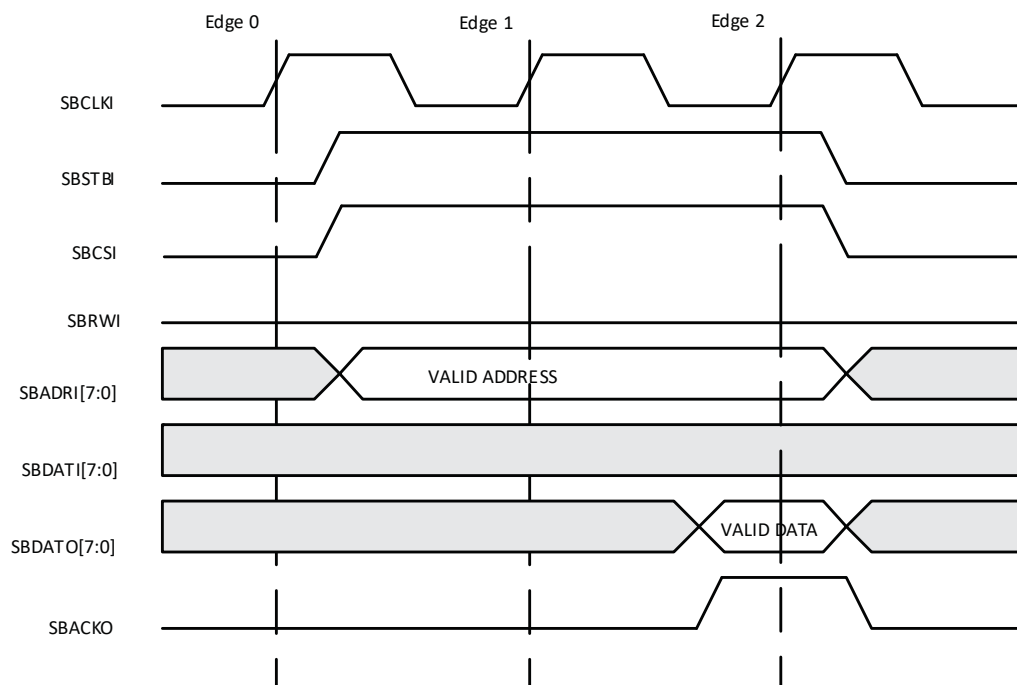 Edge 0
Edge 1
Edge 2
SBCLKI
SBSTBI
SBCSI
SBRWI
SBADRI[7:0]
VALID ADDRESS
SBDATI[7:0]
SBDATO[7:0]
VALID DATA
SBACKO